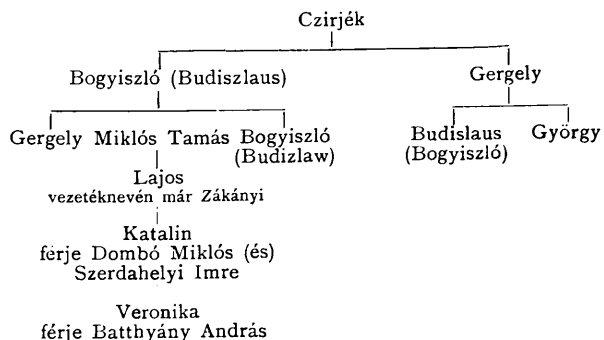 Czirjék
Bogyiszló (Budiszlaus) Gergely
Gergely Miklós Tamás Bogyiszló Budislaus György
(Budizlaw) (Bogyiszló)
Lajos
vezetéknevén már Zákányi
Katalin
férje Dombó Miklós (és)
Szerdahelyi Imre
Veronika
férje Batthyány András